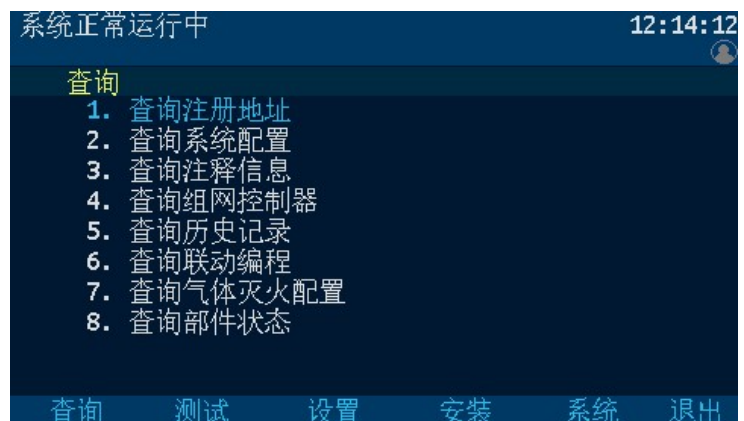 系统正常运行中 12:14:12
查询
1. 查询注册地址
2. 查询系统配置
3. 查询注释信息
4. 查询组网控制器
5. 查询历史记录
6. 查询联动编程
7. 查询气体灭火配置
8. 查询部件状态
查询 测试 设置 安装 系统 退出